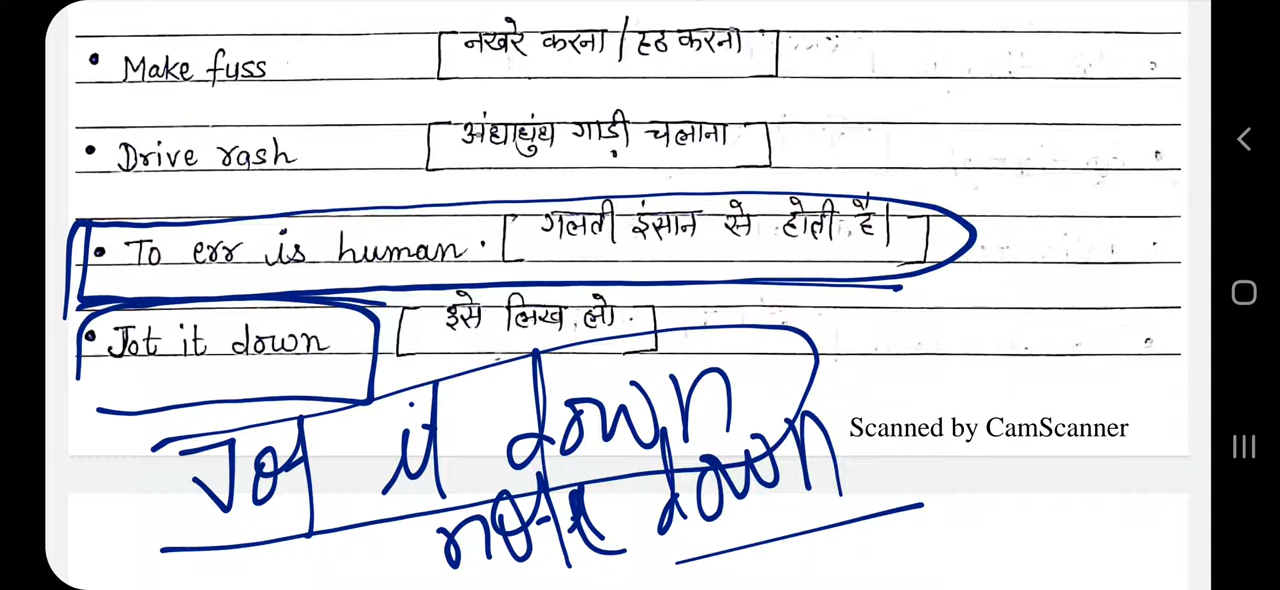 • Make fuss [ नखरे करना / हठ करना ]
• Drive rash [ अंधाधुंध गाड़ी चलाना ]
• To err is human. [ गलती इंसान से होती है। ]
• Jot it down [ इसे लिख लो. ]
Jot it down
note down
Scanned by CamScanner